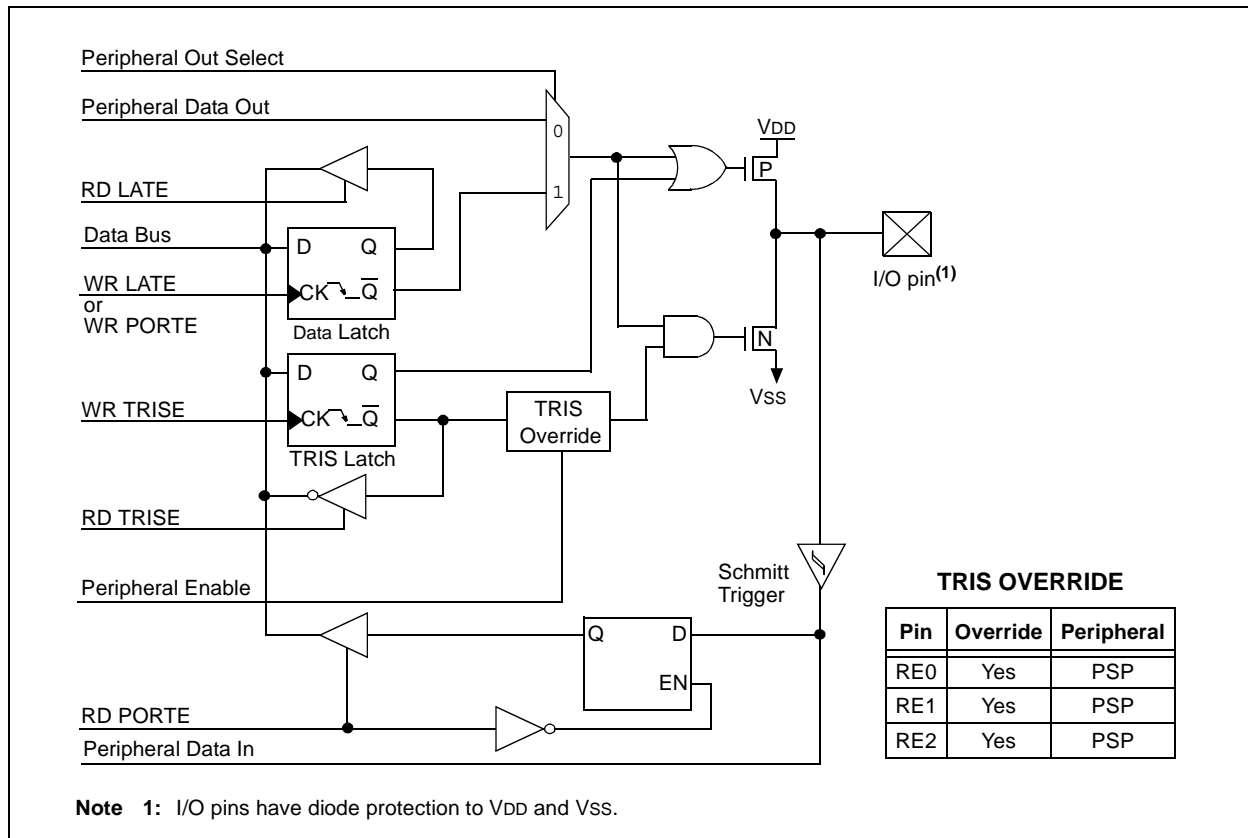 Peripheral Out Select
Peripheral Data Out
0
1
VDD
P
RD LATE
Data Bus
D Q
WR LATE
or
WR PORTE
CK Q̅
Data Latch
I/O pin(1)
N
VSS
D Q
WR TRISE
CK Q̅
TRIS Latch
TRIS
Override
RD TRISE
Peripheral Enable
Schmitt
Trigger
Q D
EN
RD PORTE
Peripheral Data In
TRIS OVERRIDE
Pin Override Peripheral
RE0 Yes PSP
RE1 Yes PSP
RE2 Yes PSP
Note 1: I/O pins have diode protection to VDD and VSS.